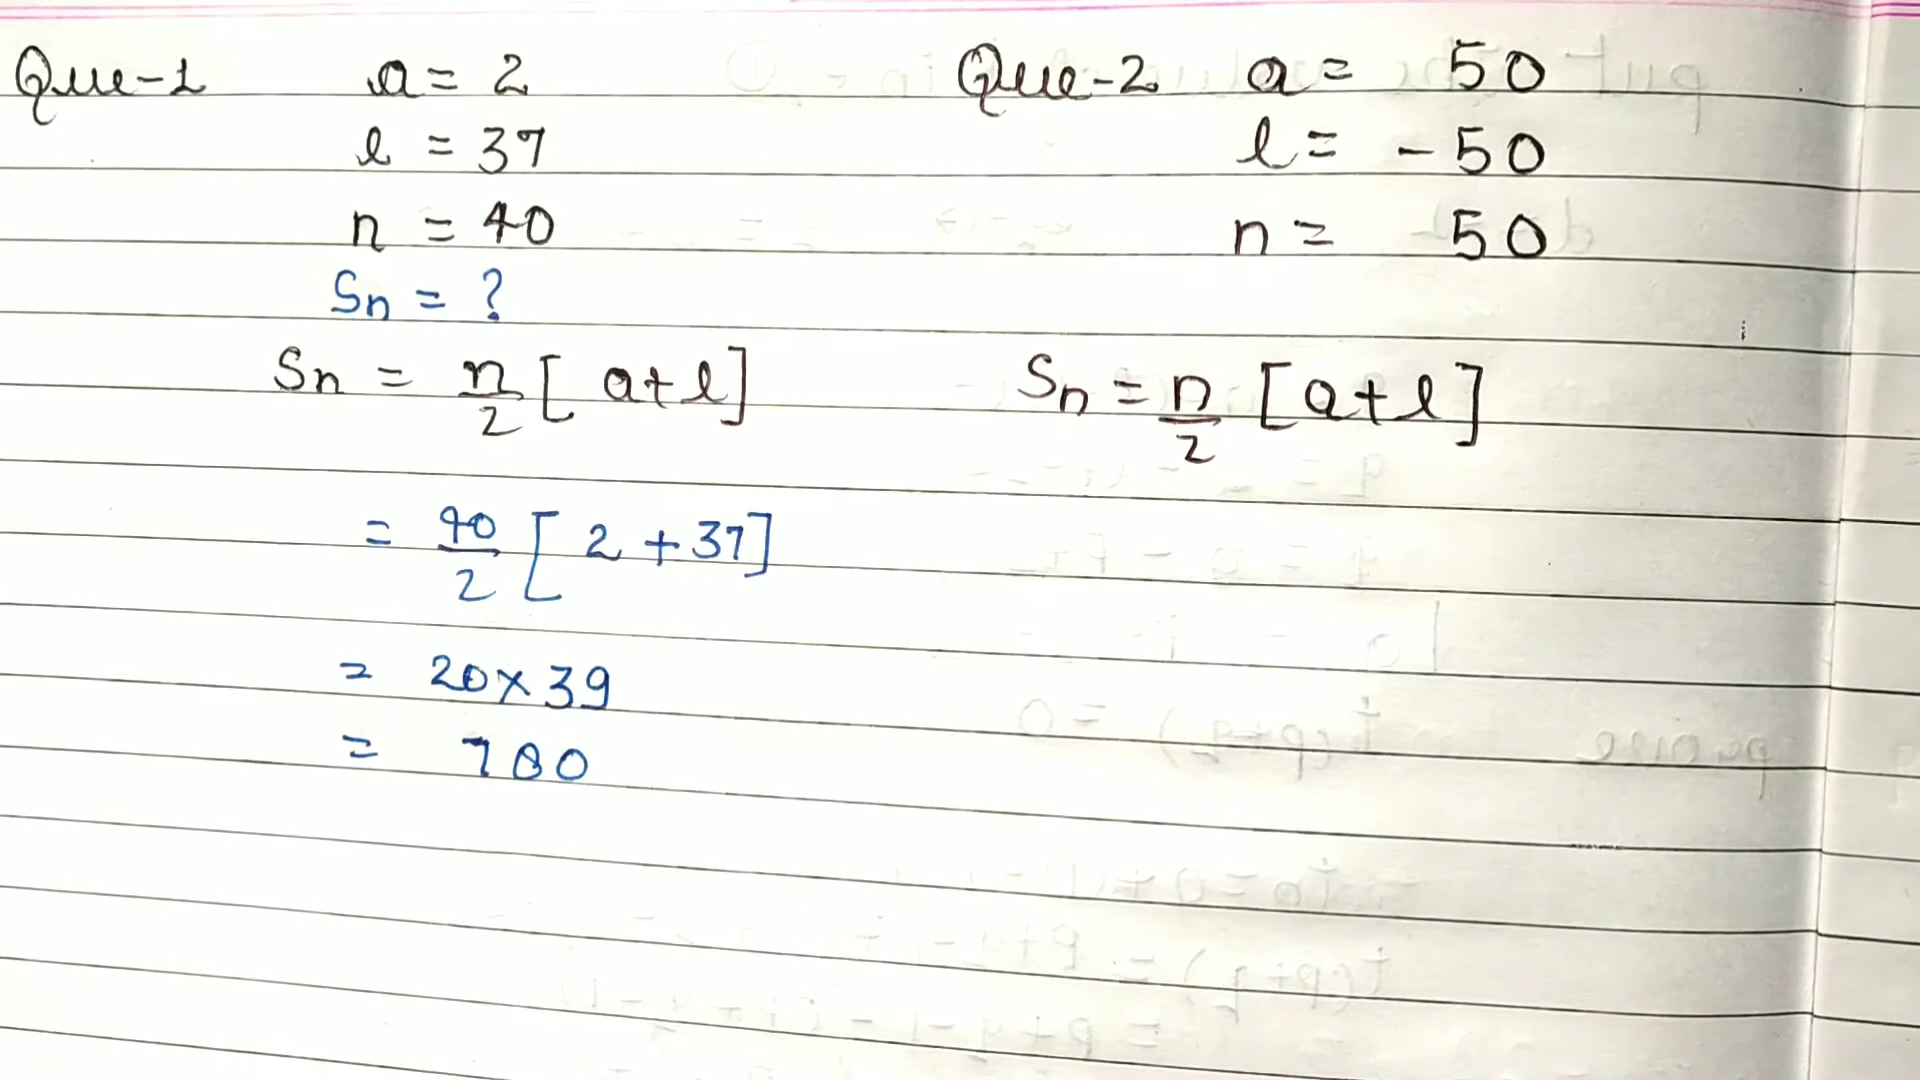 Que-1 a = 2
l = 37
n = 40
Sn = ?
Sn = n/2 [a+l]
= 40/2 [2+37]
= 20×39
= 780
Que-2 a = 50
l = -50
n = 50
Sn = n/2 [a+l]